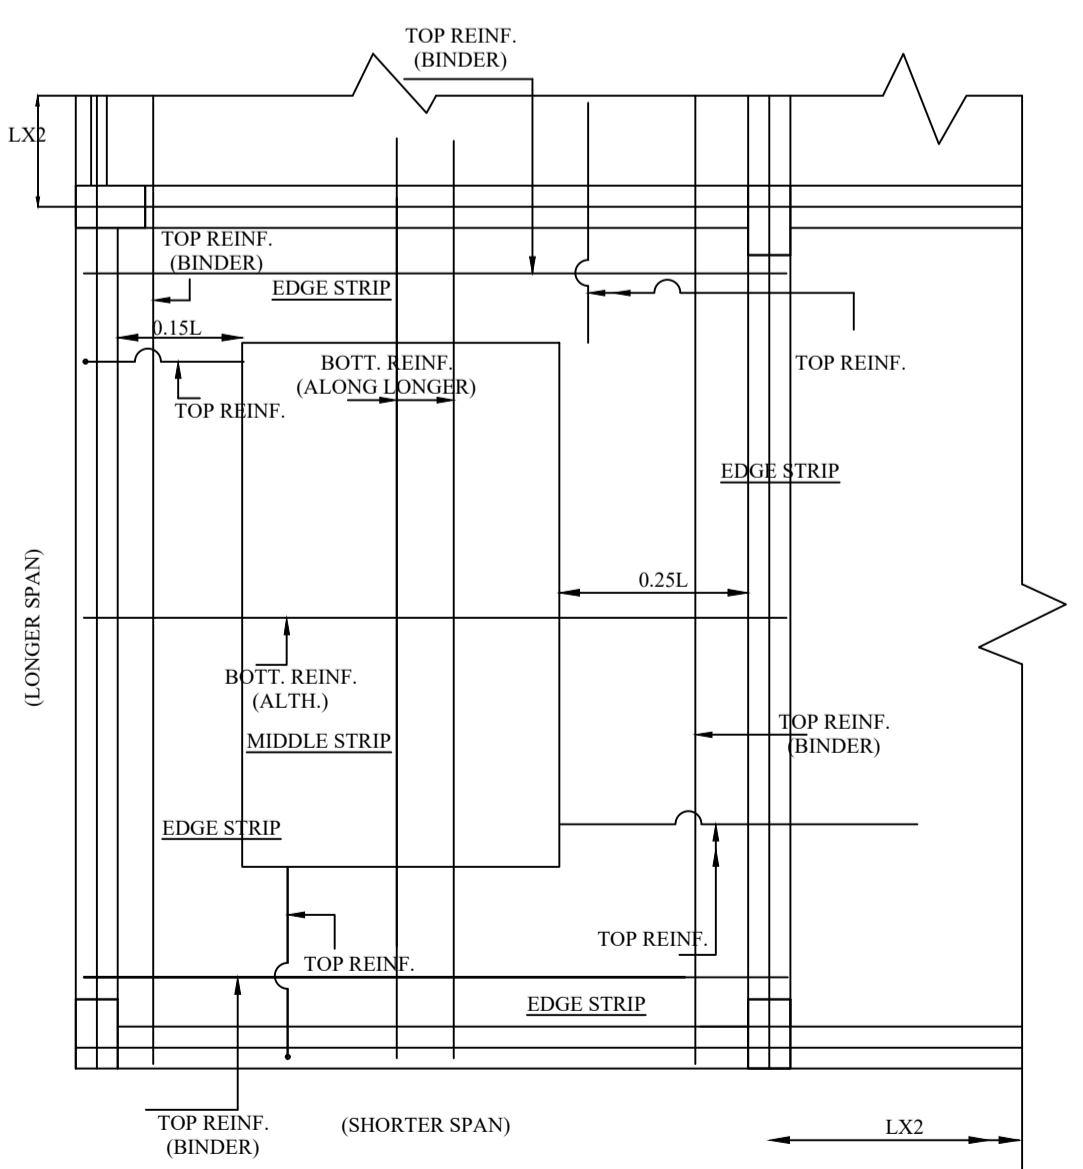 TOP REINF.
(BINDER)
LX2
TOP REINF.
(BINDER)
EDGE STRIP
0.15L
BOTT. REINF.
(ALONG LONGER)
TOP REINF.
TOP REINF.
EDGE STRIP
(LONGER SPAN)
0.25L
BOTT. REINF.
(ALTH.)
MIDDLE STRIP
TOP REINF.
(BINDER)
EDGE STRIP
TOP REINF.
TOP REINF.
EDGE STRIP
TOP REINF.
(BINDER)
(SHORTER SPAN)
LX2